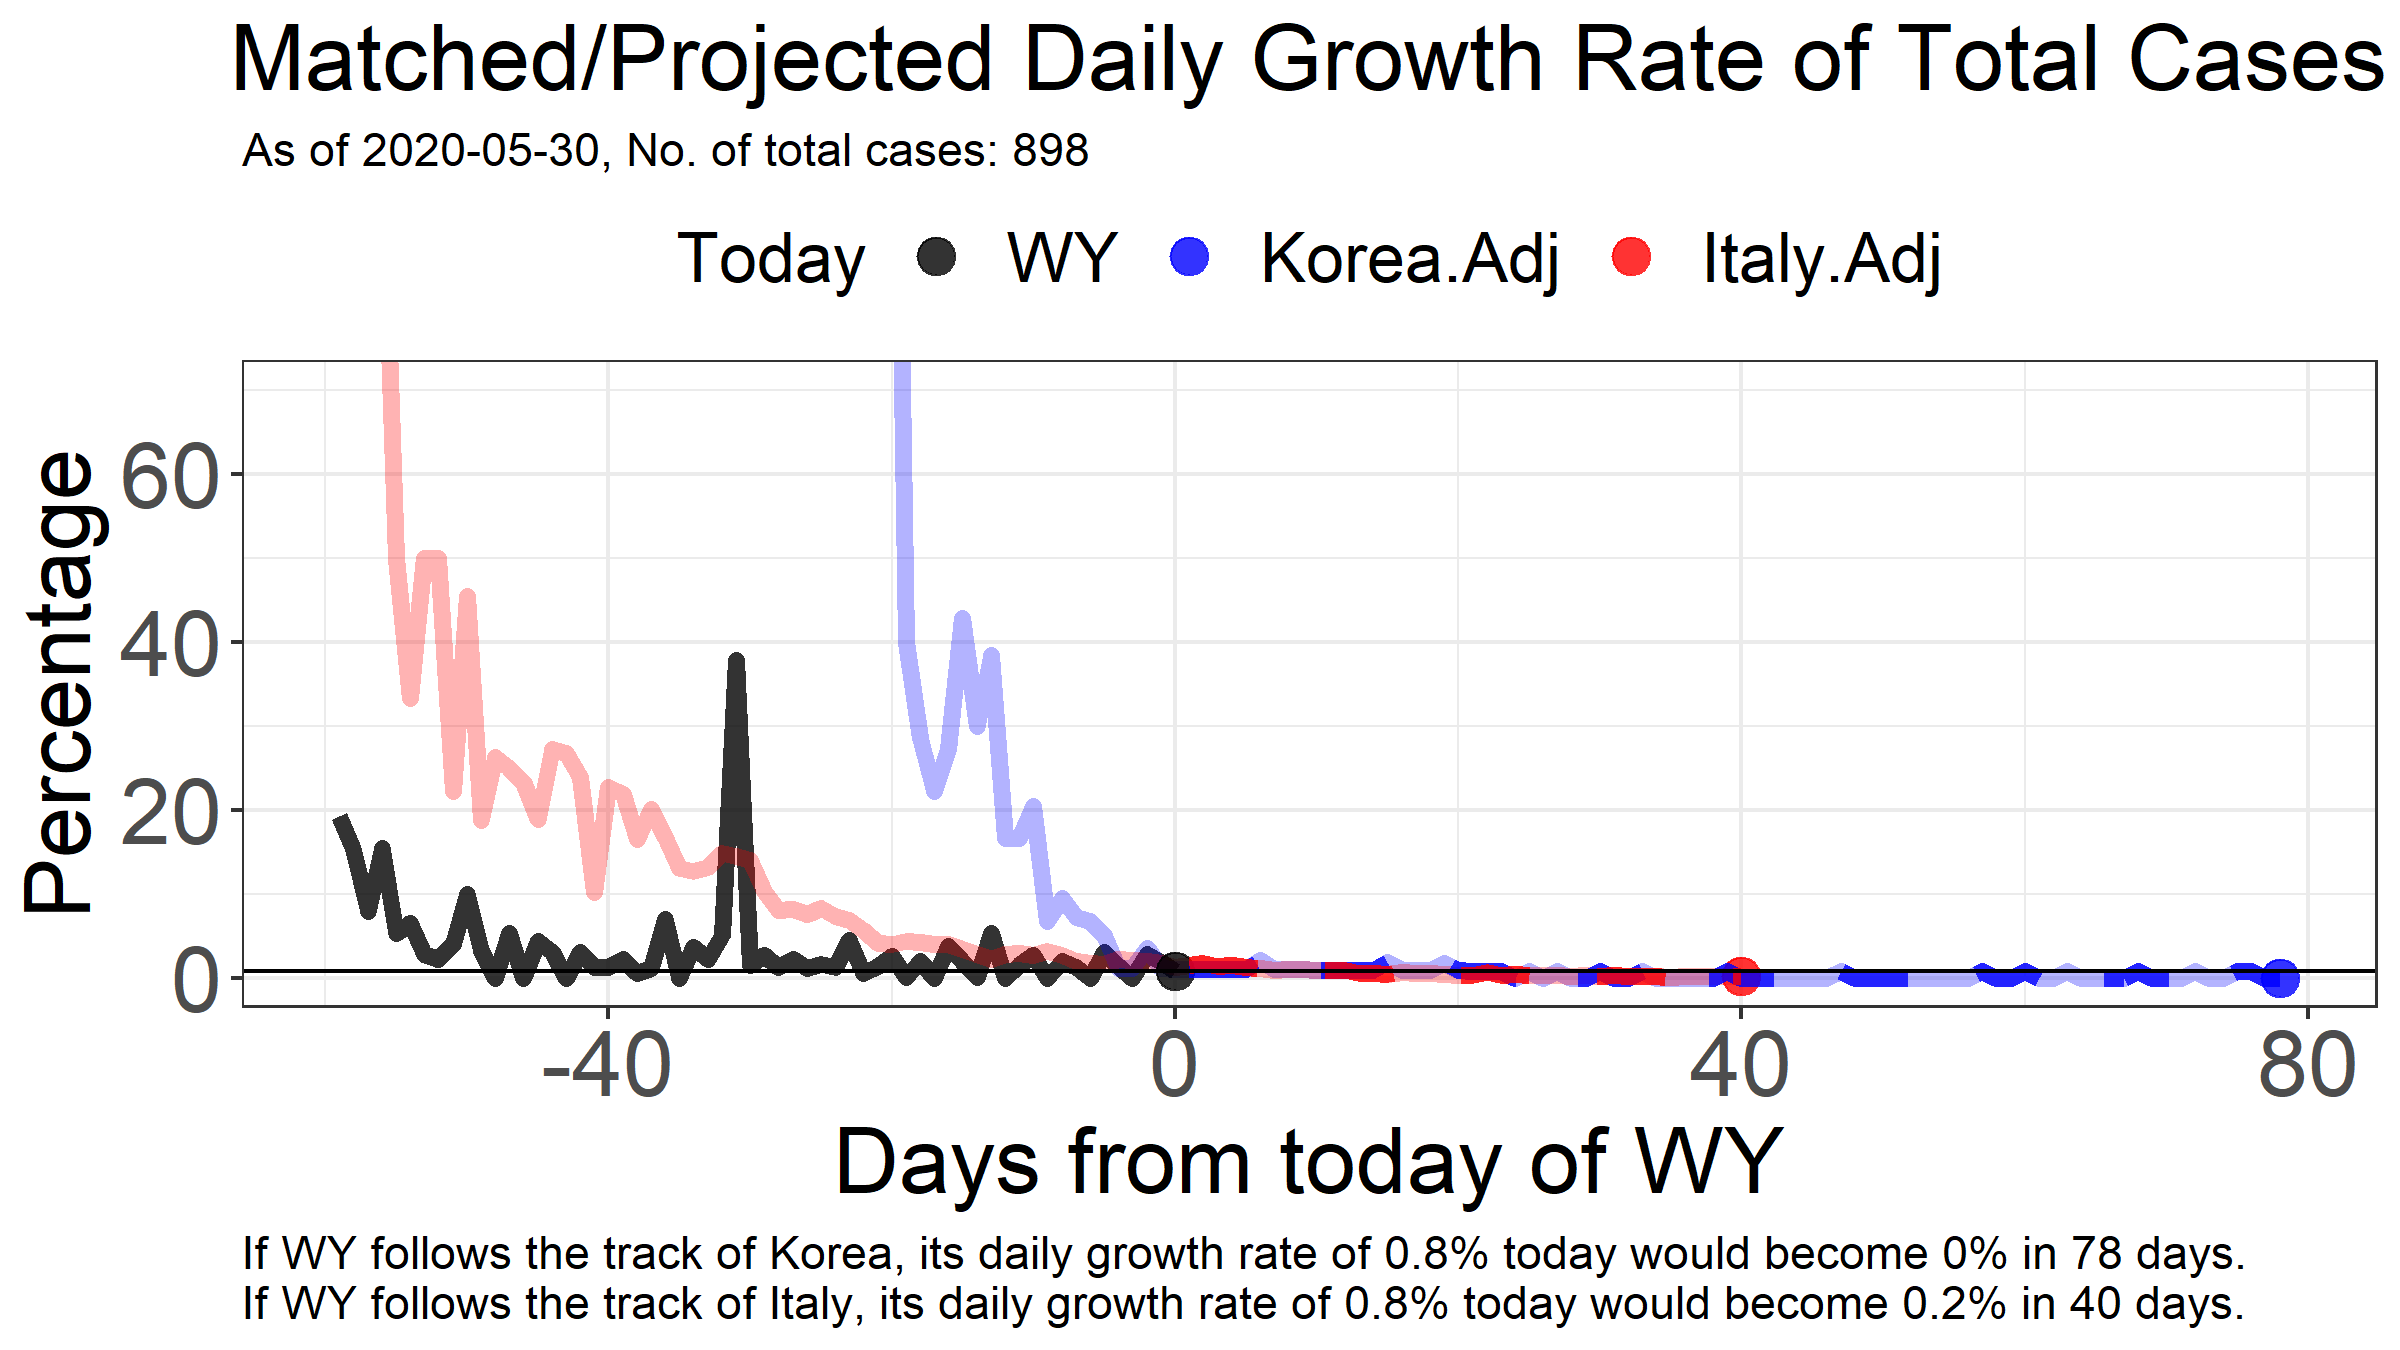 Matched/Projected Daily Growth Rate of Total Cases
As of 2020-05-30, No. of total cases: 898
Today WY Korea.Adj Italy.Adj
Percentage
60
40
20
0
-40 0 40 80
Days from today of WY
If WY follows the track of Korea, its daily growth rate of 0.8% today would become 0% in 78 days.
If WY follows the track of Italy, its daily growth rate of 0.8% today would become 0.2% in 40 days.